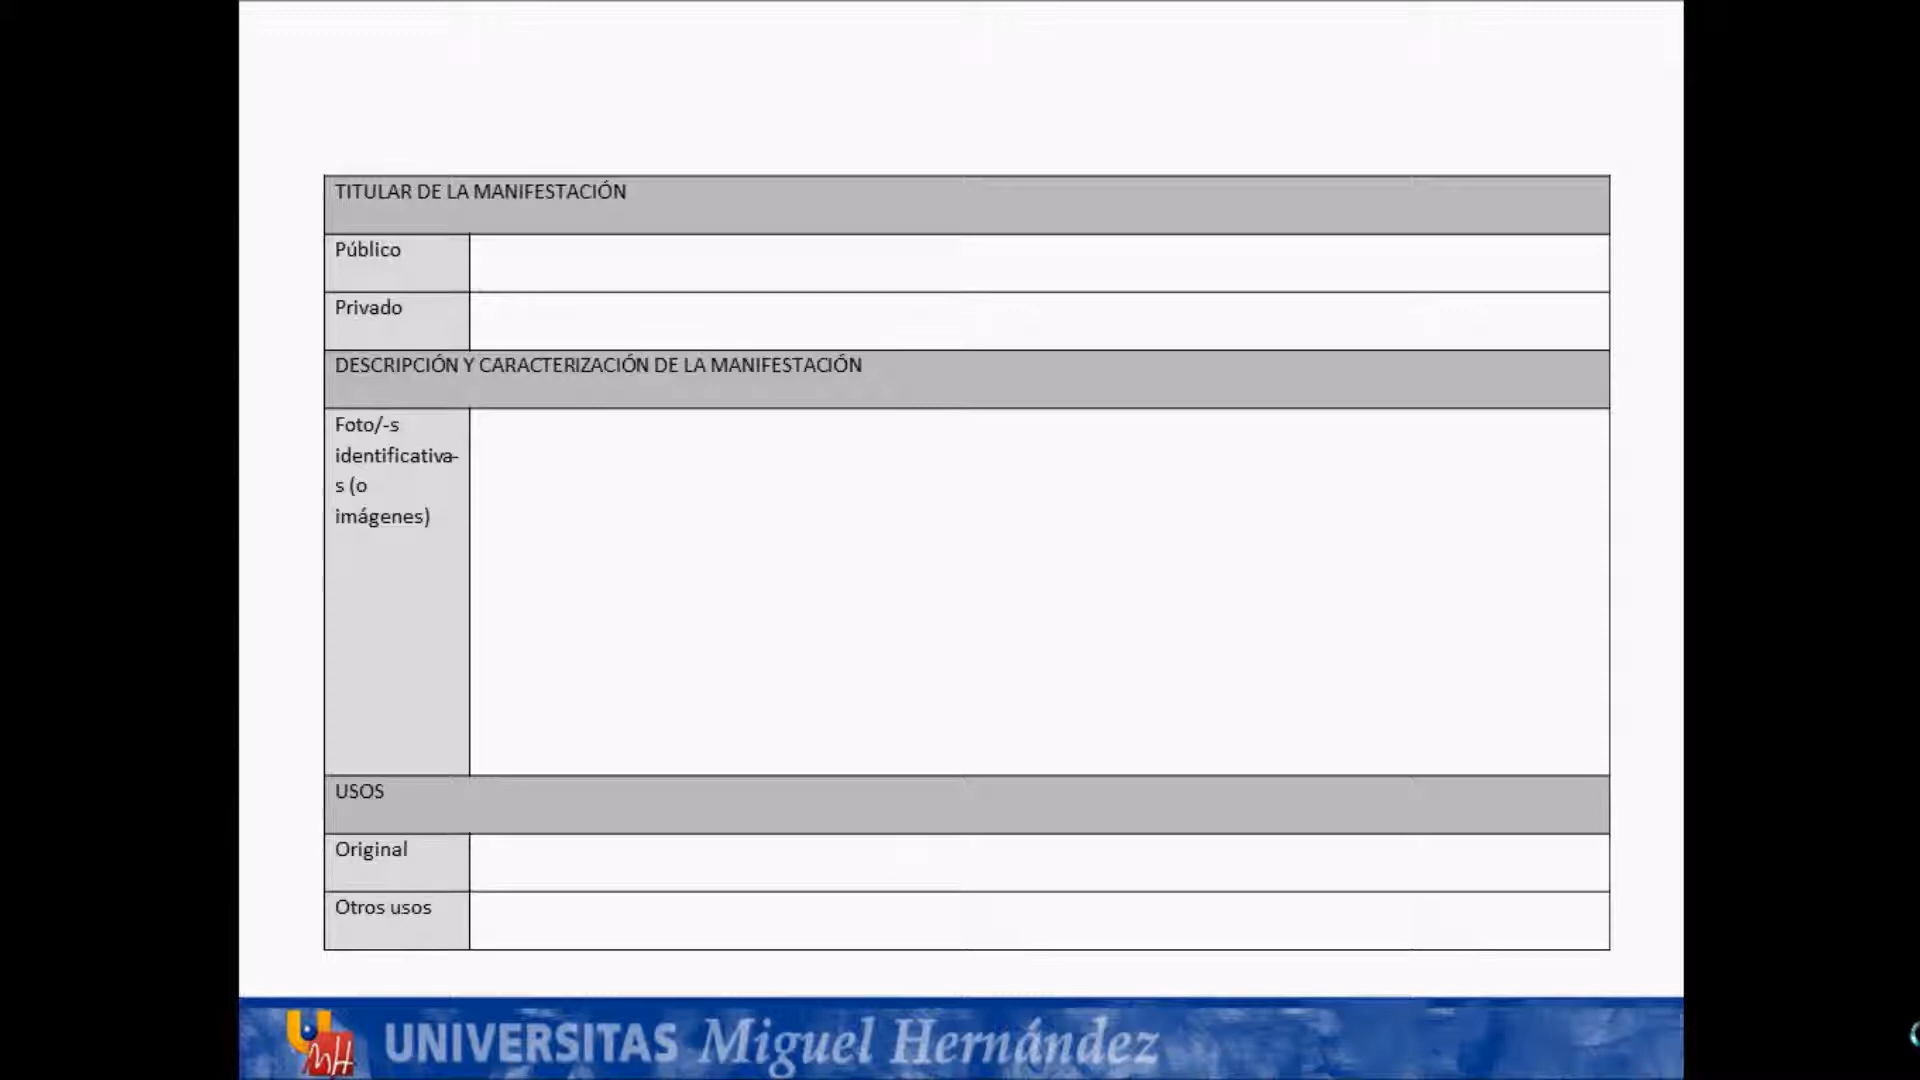 TITULAR DE LA MANIFESTACIÓN
Público
Privado
DESCRIPCIÓN Y CARACTERIZACIÓN DE LA MANIFESTACIÓN
Foto/-s
identificativa-
s (o
imágenes)
USOS
Original
Otros usos
UNIVERSITAS Miguel Hernández